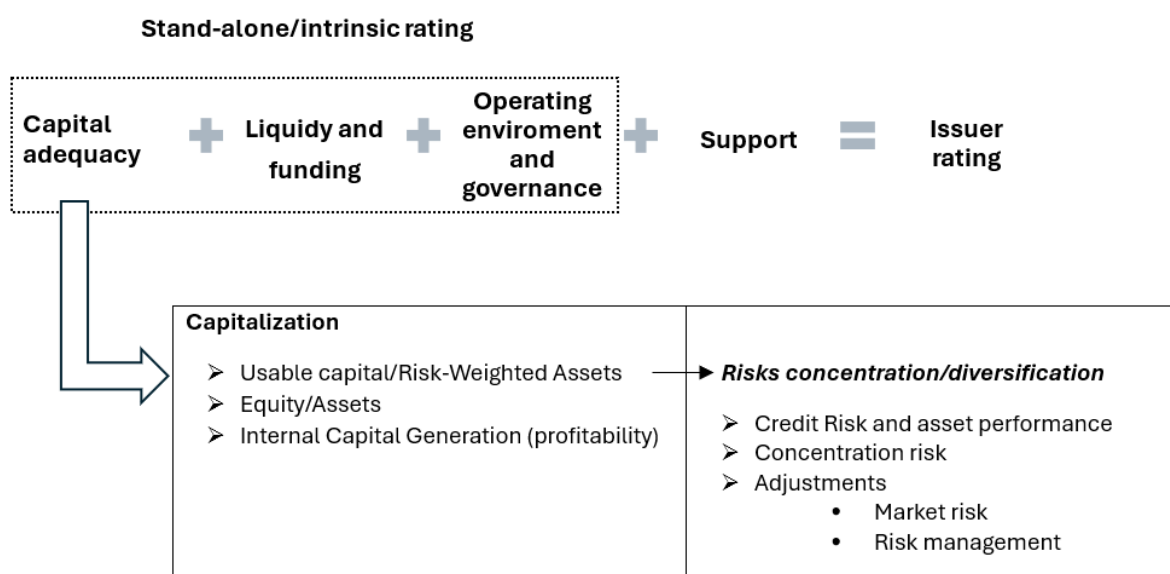 Stand-alone/intrinsic rating
Capital
adequacy
Liquidy and
funding
Operating
enviroment
and
governance
Support
Issuer
rating
Capitalization
Usable capital/Risk-Weighted Assets
Equity/Assets
Internal Capital Generation (profitability)
Risks concentration/diversification
Credit Risk and asset performance
Concentration risk
Adjustments
Market risk
Risk management